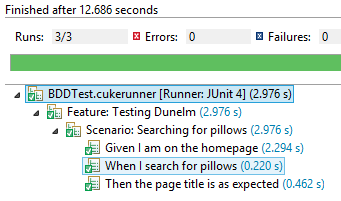 Finished after 12.686 seconds
Runs: 3/3 Errors: 0 Failures: 0
BDDTest.cukerunner [Runner: JUnit 4] (2.976 s)
Feature: Testing Dunelm (2.976 s)
Scenario: Searching for pillows (2.976 s)
Given I am on the homepage (2.294 s)
When I search for pillows (0.220 s)
Then the page title is as expected (0.462 s)